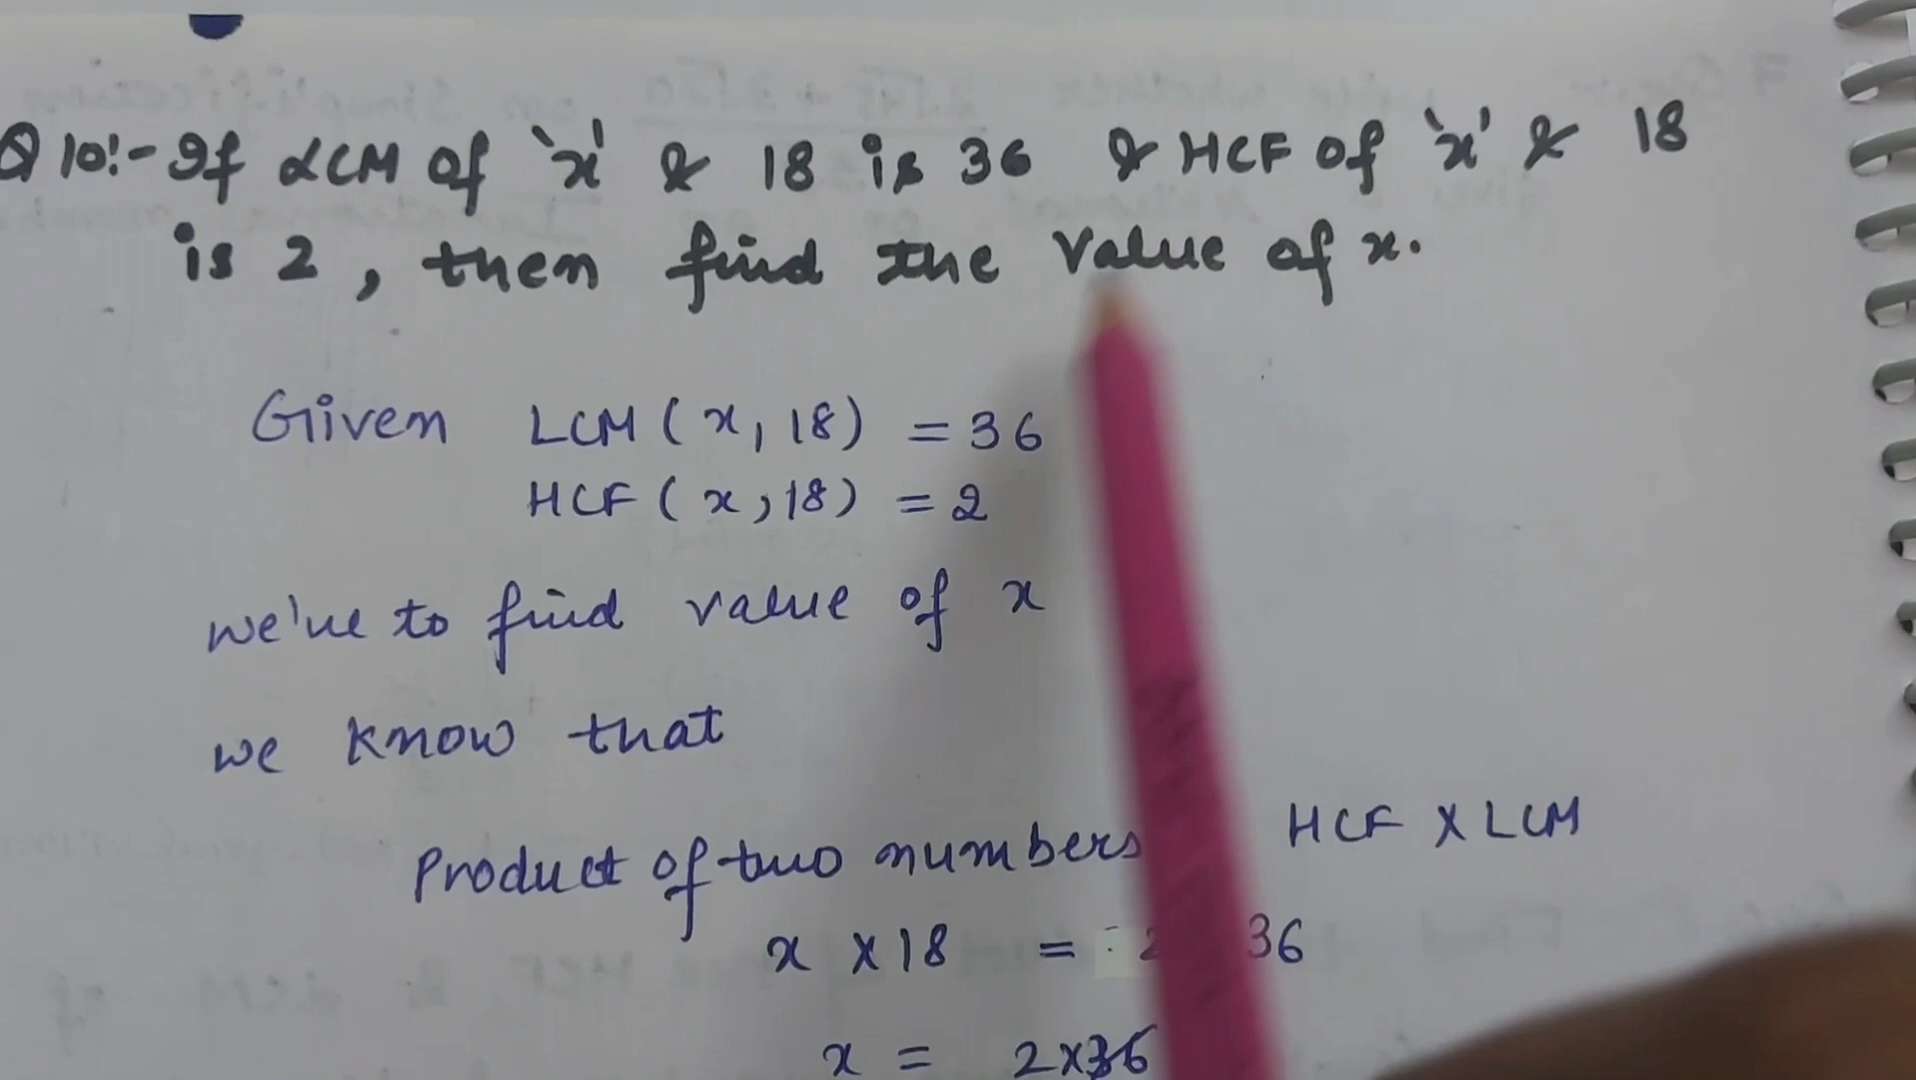 Q 10:- If LCM of 'x' & 18 is 36 & HCF of 'x' & 18
is 2, then find the value of x.
Given LCM (x, 18) = 36
HCF (x, 18) = 2
we've to find value of x
we know that
Product of two numbers HCF X LCM
x X 18 = 2 36
x = 2x36